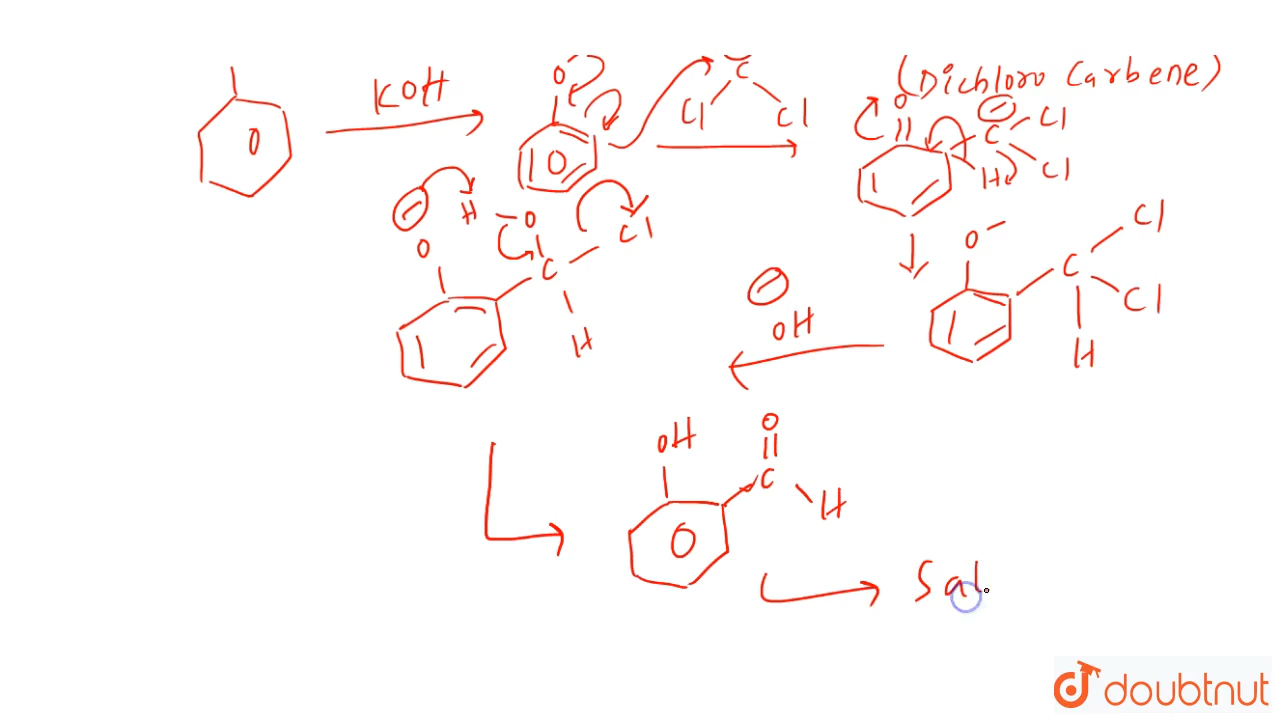 KOH
O⁻
C
Cl Cl
(Dichloro Carbene)
O
⊖
C Cl
H Cl
⊖
O
H
⁻O
C Cl
H
O⁻
C Cl
Cl
H
⊖
OH
OH
O
C
H
Sal
doubtnut